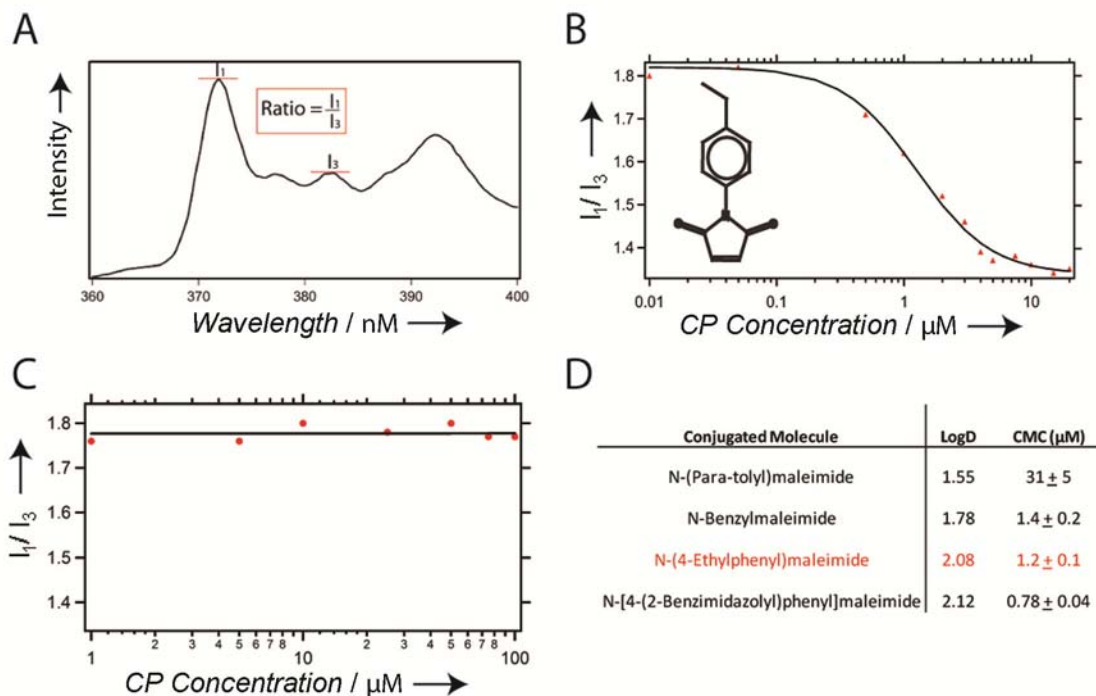 A
I₁
Ratio = I₁/I₃
I₃
Intensity
360 370 380 390 400
Wavelength / nM
B
1.8
1.7
1.6
1.5
1.4
I₁/ I₃
0.01 0.1 1 10
CP Concentration / µM
C
1.8
1.7
1.6
1.5
1.4
I₁/ I₃
1 2 3 4 5 6 7 8 10 2 3 4 5 6 7 8 100
CP Concentration / µM
D
Conjugated Molecule LogD CMC (µM)
N-(Para-tolyl)maleimide 1.55 31 ± 5
N-Benzylmaleimide 1.78 1.4 ± 0.2
N-(4-Ethylphenyl)maleimide 2.08 1.2 ± 0.1
N-[4-(2-Benzimidazolyl)phenyl]maleimide 2.12 0.78 ± 0.04